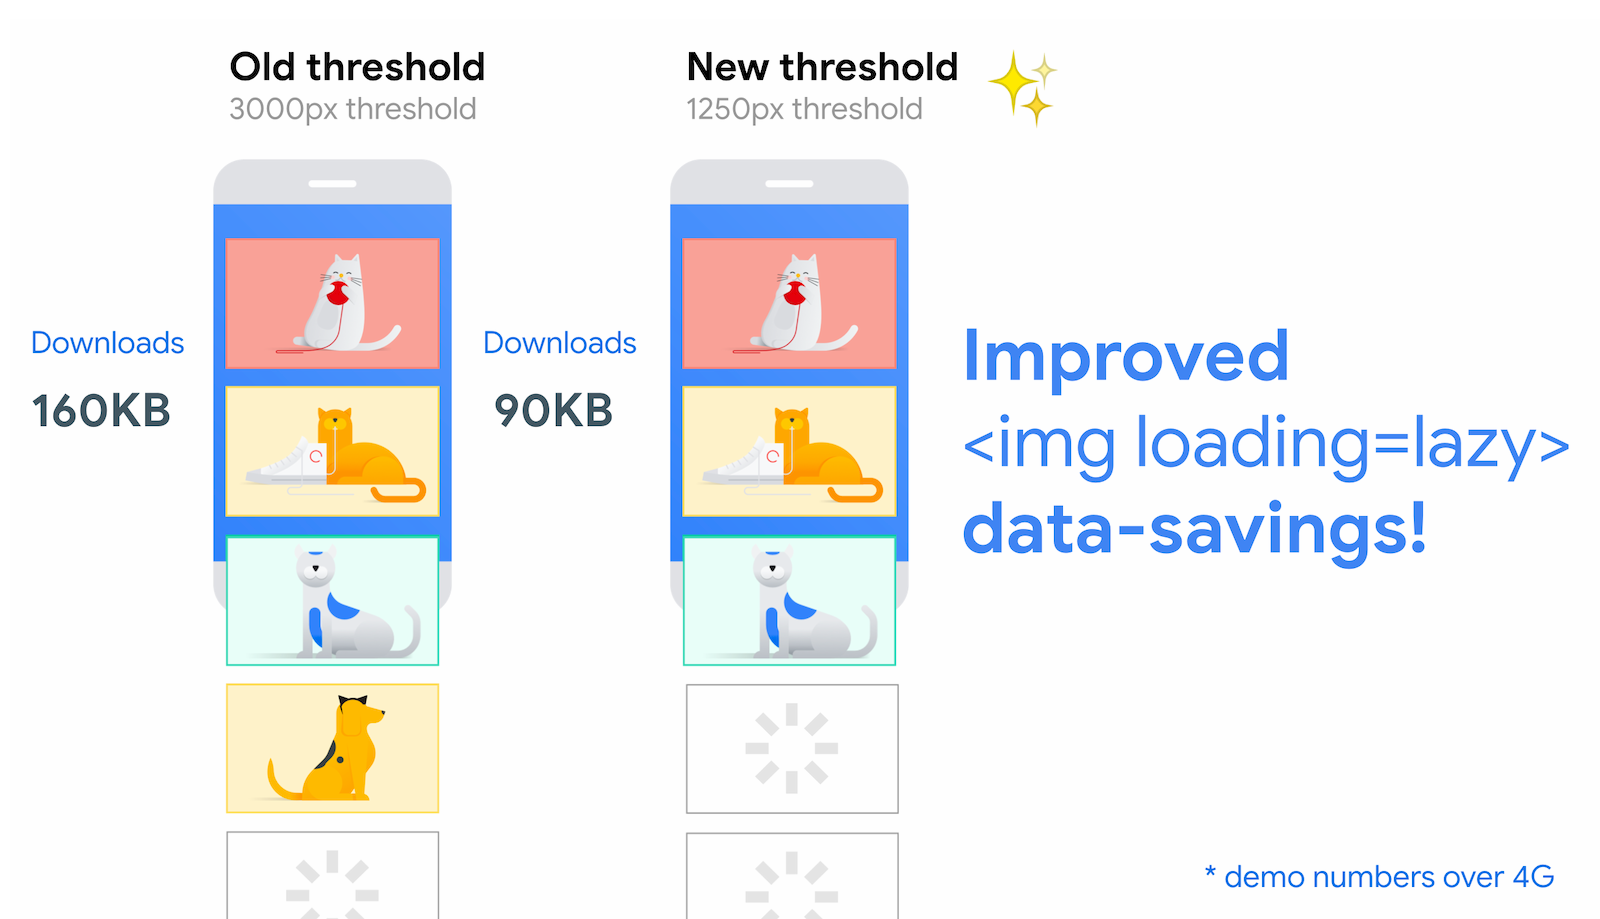 Old threshold
3000px threshold
New threshold
1250px threshold
Downloads
160KB
Downloads
90KB
Improved
<img loading=lazy>
data-savings!
* demo numbers over 4G